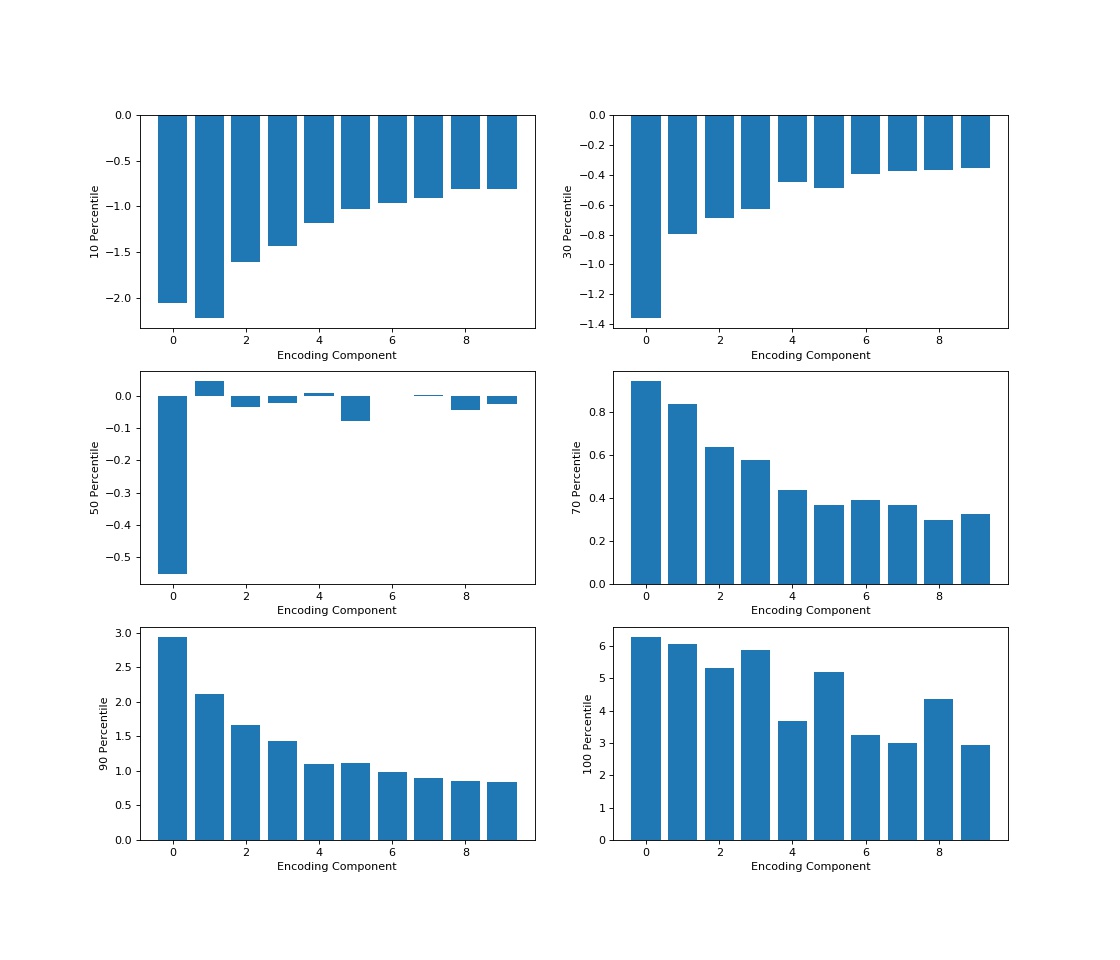 0.0
−0.5
−1.0
−1.5
−2.0
10 Percentile
0 2 4 6 8
Encoding Component
0.0
−0.2
−0.4
−0.6
−0.8
−1.0
−1.2
−1.4
30 Percentile
0 2 4 6 8
Encoding Component
0.0
−0.1
−0.2
−0.3
−0.4
−0.5
50 Percentile
0 2 4 6 8
Encoding Component
0.8
0.6
0.4
0.2
0.0
70 Percentile
0 2 4 6 8
Encoding Component
3.0
2.5
2.0
1.5
1.0
0.5
0.0
90 Percentile
0 2 4 6 8
Encoding Component
6
5
4
3
2
1
0
100 Percentile
0 2 4 6 8
Encoding Component